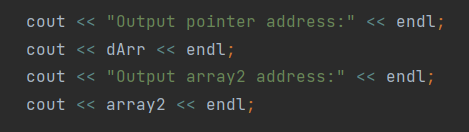 cout << "Output pointer address:" << endl;
cout << dArr << endl;
cout << "Output array2 address:" << endl;
cout << array2 << endl;